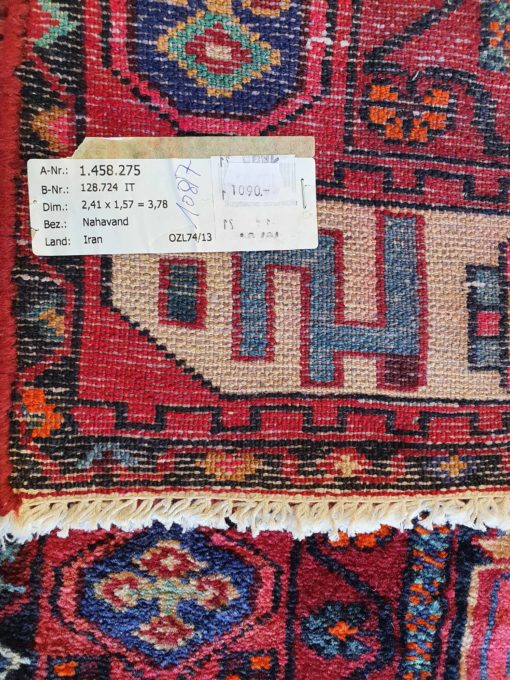 A-Nr.: 1.458.275
B-Nr.: 128.724 IT
Dim.: 2,41 x 1,57 = 3,78
Bez.: Nahavand
Land: Iran
OZL74/13
1087
1090.-